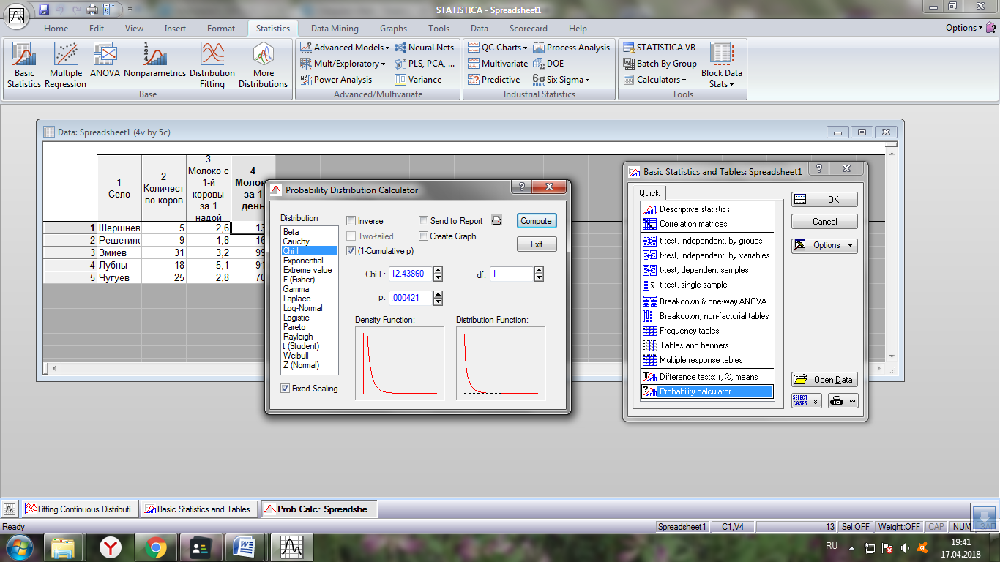 STATISTICA - Spreadsheet1
Home Edit View Insert Format Statistics Data Mining Graphs Tools Data Scorecard Help Options
Basic Statistics
Multiple Regression
ANOVA
Nonparametrics
Distribution Fitting
More Distributions
Base
Advanced Models
Mult/Exploratory
Power Analysis
Neural Nets
PLS, PCA, ...
Variance
Advanced/Multivariate
QC Charts
Multivariate
Predictive
Process Analysis
DOE
Six Sigma
Industrial Statistics
STATISTICA VB
Batch By Group
Calculators
Block Data Stats
Tools
Data: Spreadsheet1 (4v by 5c)
1
Село
2
Количест
во коров
3
Молоко с
1-й
коровы
за 1
надой
4
Молок
за 1
день
1 Шершнев 5 2,6 13
2 Решетило 9 1,8 16
3 Змиев 31 3,2 99
4 Лубны 18 5,1 91
5 Чугуев 25 2,8 70
Probability Distribution Calculator
Distribution
Beta
Cauchy
Chi I
Exponential
Extreme value
F (Fisher)
Gamma
Laplace
Log-Normal
Logistic
Pareto
Rayleigh
t (Student)
Weibull
Z (Normal)
Fixed Scaling
Inverse
Two-tailed
(1-Cumulative p)
Send to Report
Create Graph
Compute
Exit
Chi I : 12,43860 df: 1
p: ,000421
Density Function: Distribution Function:
Basic Statistics and Tables: Spreadsheet1
Quick
Descriptive statistics
Correlation matrices
t-test, independent, by groups
t-test, independent, by variables
t-test, dependent samples
t-test, single sample
Breakdown & one-way ANOVA
Breakdown; non-factorial tables
Frequency tables
Tables and banners
Multiple response tables
Difference tests: r, %, means
Probability calculator
OK
Cancel
Options
Open Data
SELECT CASES S
W
Fitting Continuous Distributi... Basic Statistics and Tables... Prob Calc: Spreadshe...
Ready Spreadsheet1 C1,V4 13 Sel:OFF Weight:OFF CAP NUM ЗАП
RU 19:41
17.04.2018